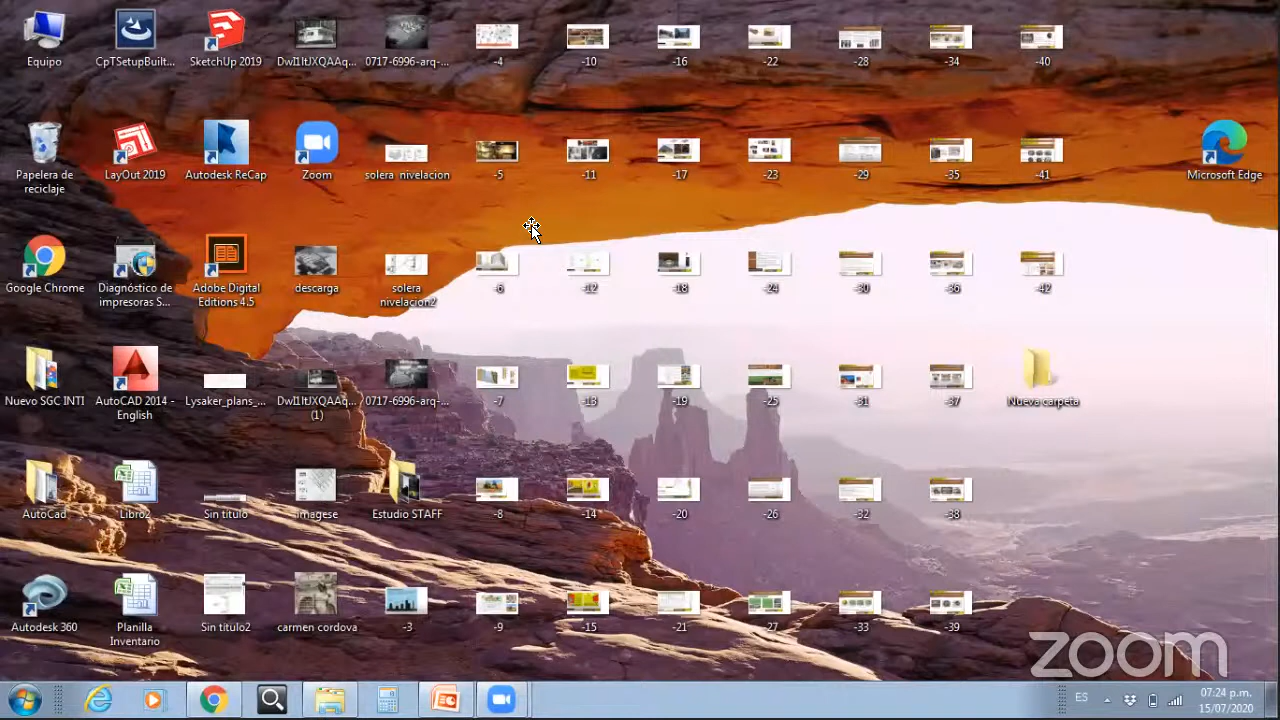 Equipo
CpTSetupBuilt...
SketchUp 2019
DwI1ltJXQAAq...
0717-6996-arq-...
-4
-10
-16
-22
-28
-34
-40
Papelera de
reciclaje
LayOut 2019
Autodesk ReCap
Zoom
solera nivelacion
-5
-11
-17
-23
-29
-35
-41
Microsoft Edge
Google Chrome
Diagnóstico de
impresoras S...
Adobe Digital
Editions 4.5
descarga
solera
nivelacion2
-6
-12
-18
-24
-30
-36
-42
Nuevo SGC INTI
AutoCAD 2014 -
English
Lysaker_plans_...
DwI1ltJXQAAq...
(1)
0717-6996-arq-...
-7
-13
-19
-25
-31
-37
Nueva carpeta
AutoCad
Libro2
Sin titulo
imagese
Estudio STAFF
-8
-14
-20
-26
-32
-38
Autodesk 360
Planilla
Inventario
Sin titulo2
carmen cordova
-3
-9
-15
-21
-27
-33
-39
zoom
ES
07:24 p.m.
15/07/2020